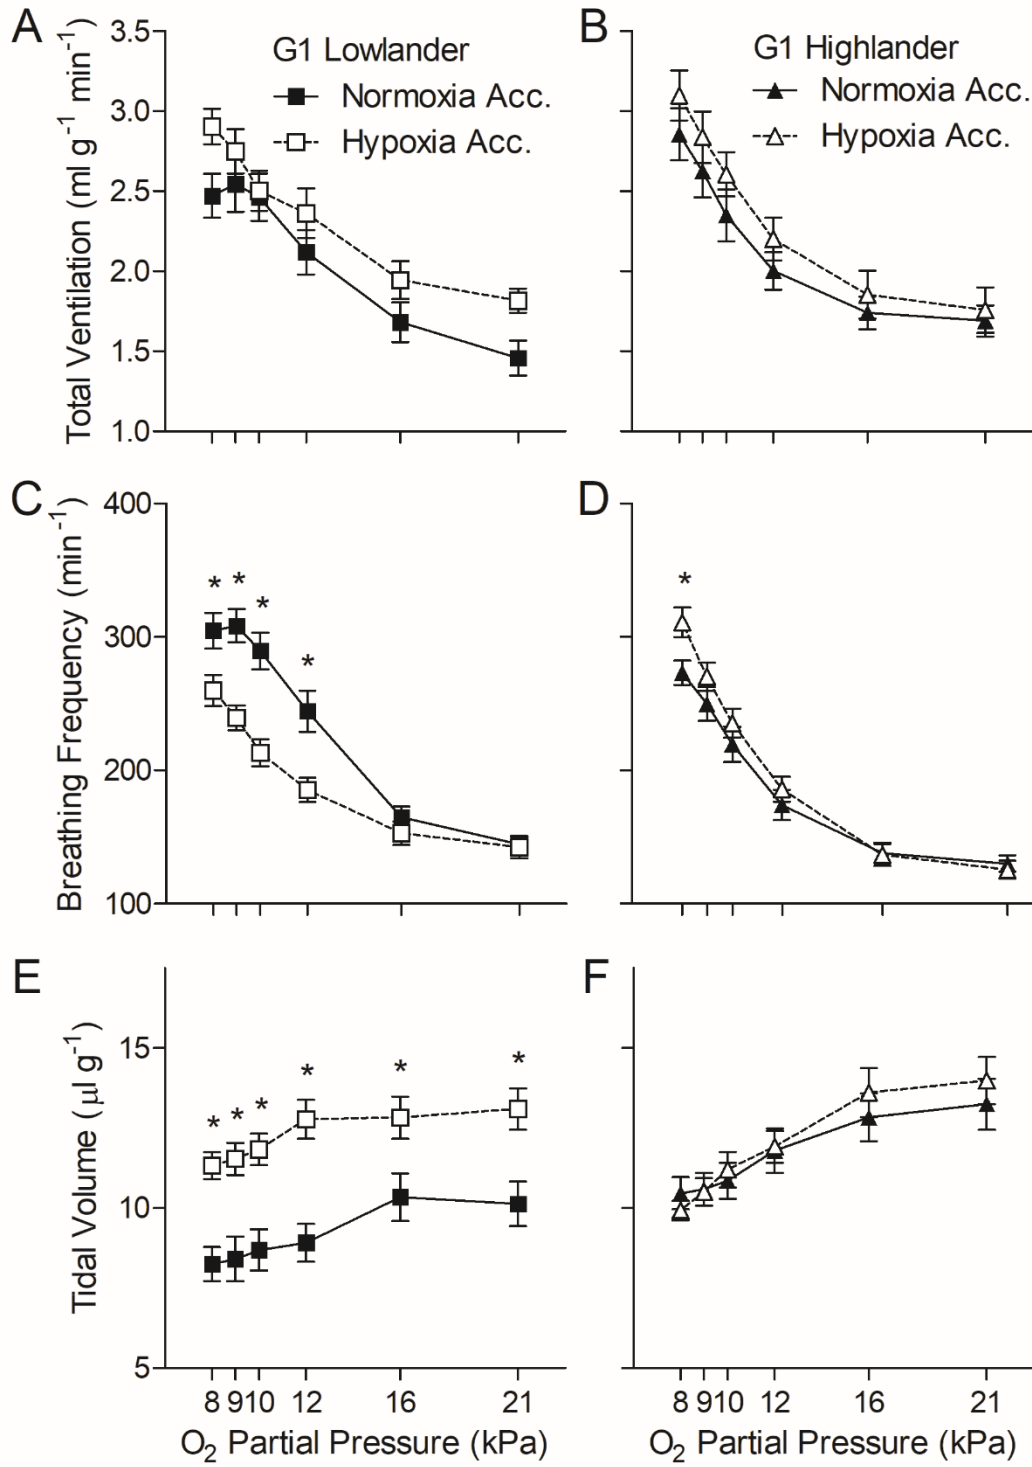 A
B
3.5
3.0
2.5
2.0
1.5
1.0
Total Ventilation (ml g⁻¹ min⁻¹)
G1 Lowlander
Normoxia Acc.
Hypoxia Acc.
G1 Highlander
Normoxia Acc.
Hypoxia Acc.
C
D
400
300
200
100
Breathing Frequency (min⁻¹)
* * * *
*
E
F
15
10
5
Tidal Volume (μl g⁻¹)
* * * * * *
8 9 10 12 16 21
8 9 10 12 16 21
O₂ Partial Pressure (kPa)
O₂ Partial Pressure (kPa)